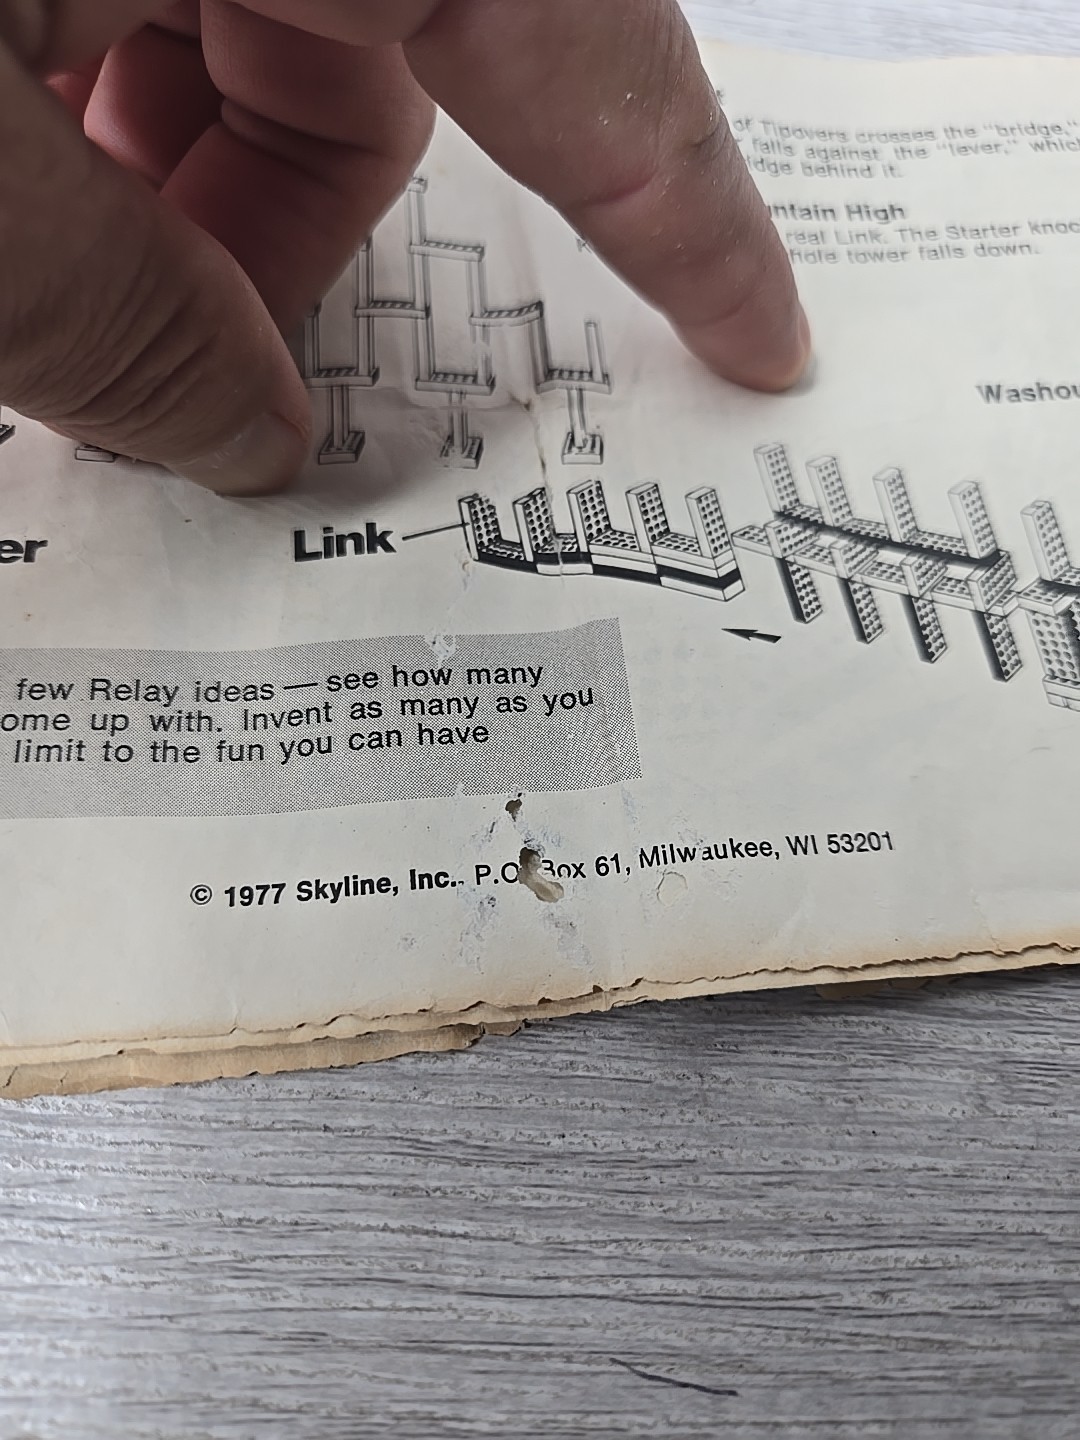 of Tipovers crosses the "bridge,"
falls against the "lever," which
idge behind it.
ntain High
real Link. The Starter knoc
hole tower falls down.
Washou
er
Link
few Relay ideas — see how many
ome up with. Invent as many as you
limit to the fun you can have
© 1977 Skyline, Inc.. P.O. Box 61, Milwaukee, WI 53201